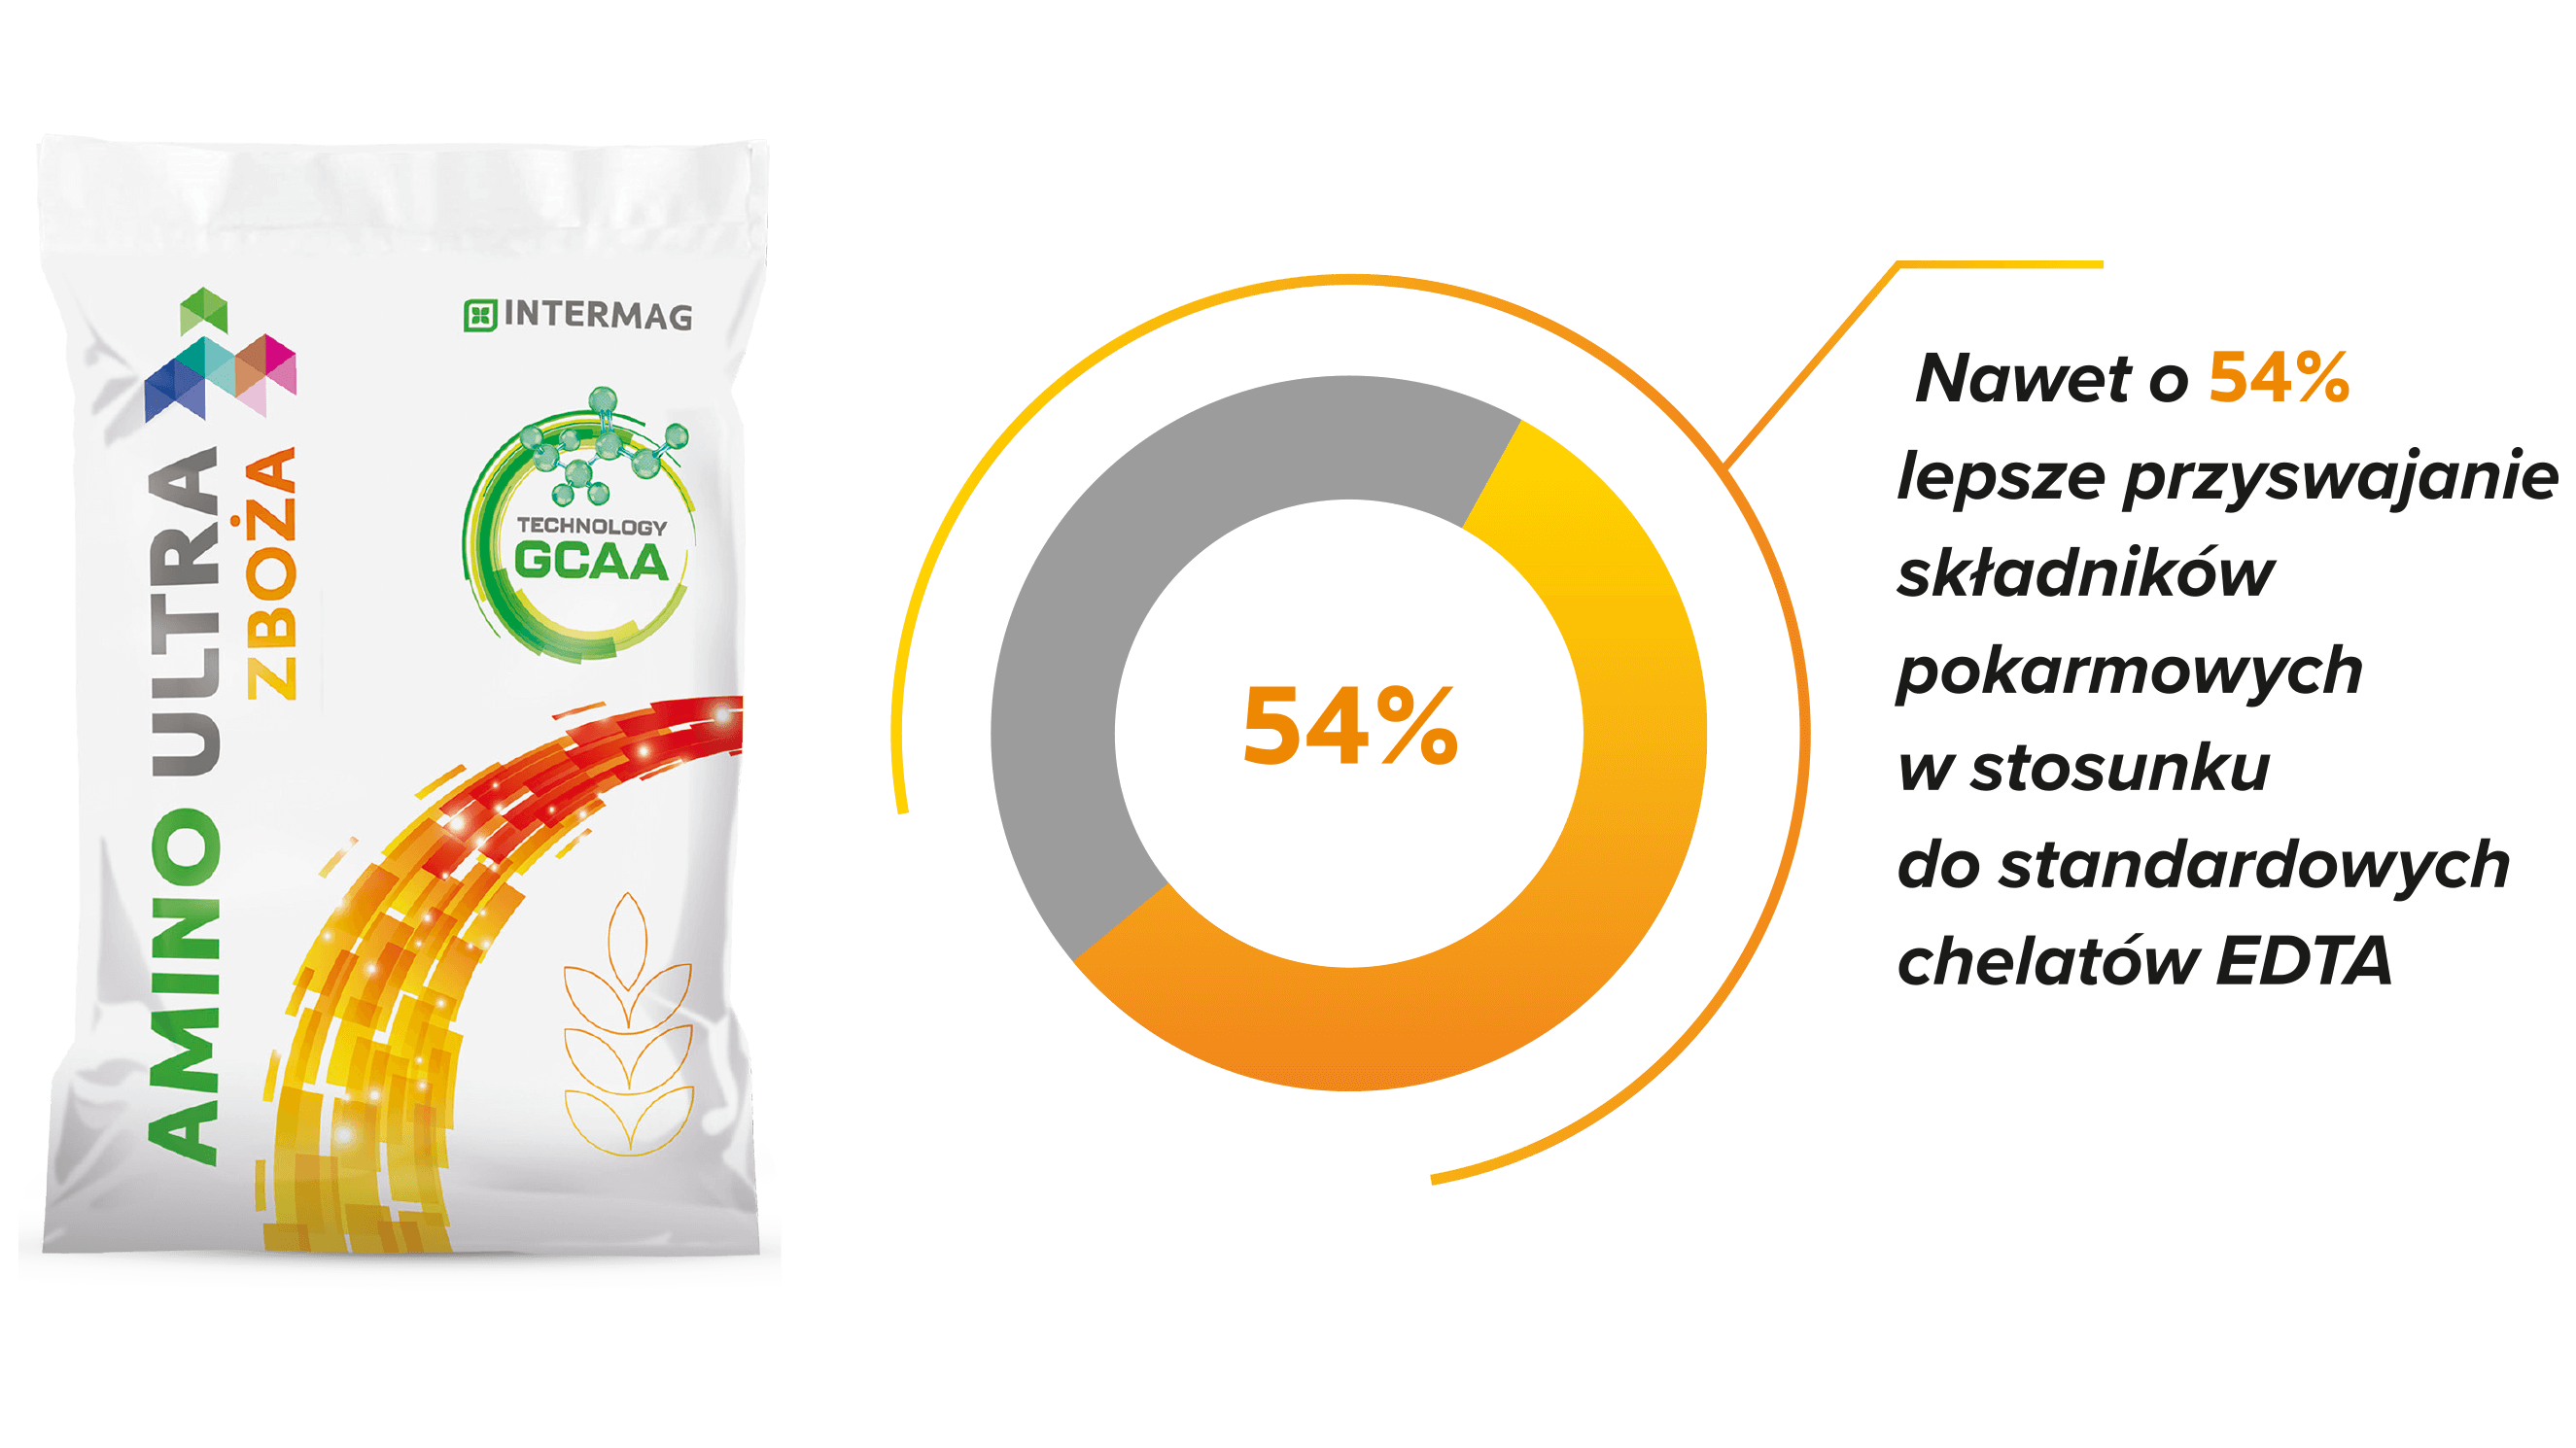 INTERMAG
AMINO ULTRA
ZBOŻA
TECHNOLOGY
GCAA
54%
Nawet o 54%
lepsze przyswajanie
składników
pokarmowych
w stosunku
do standardowych
chelatów EDTA